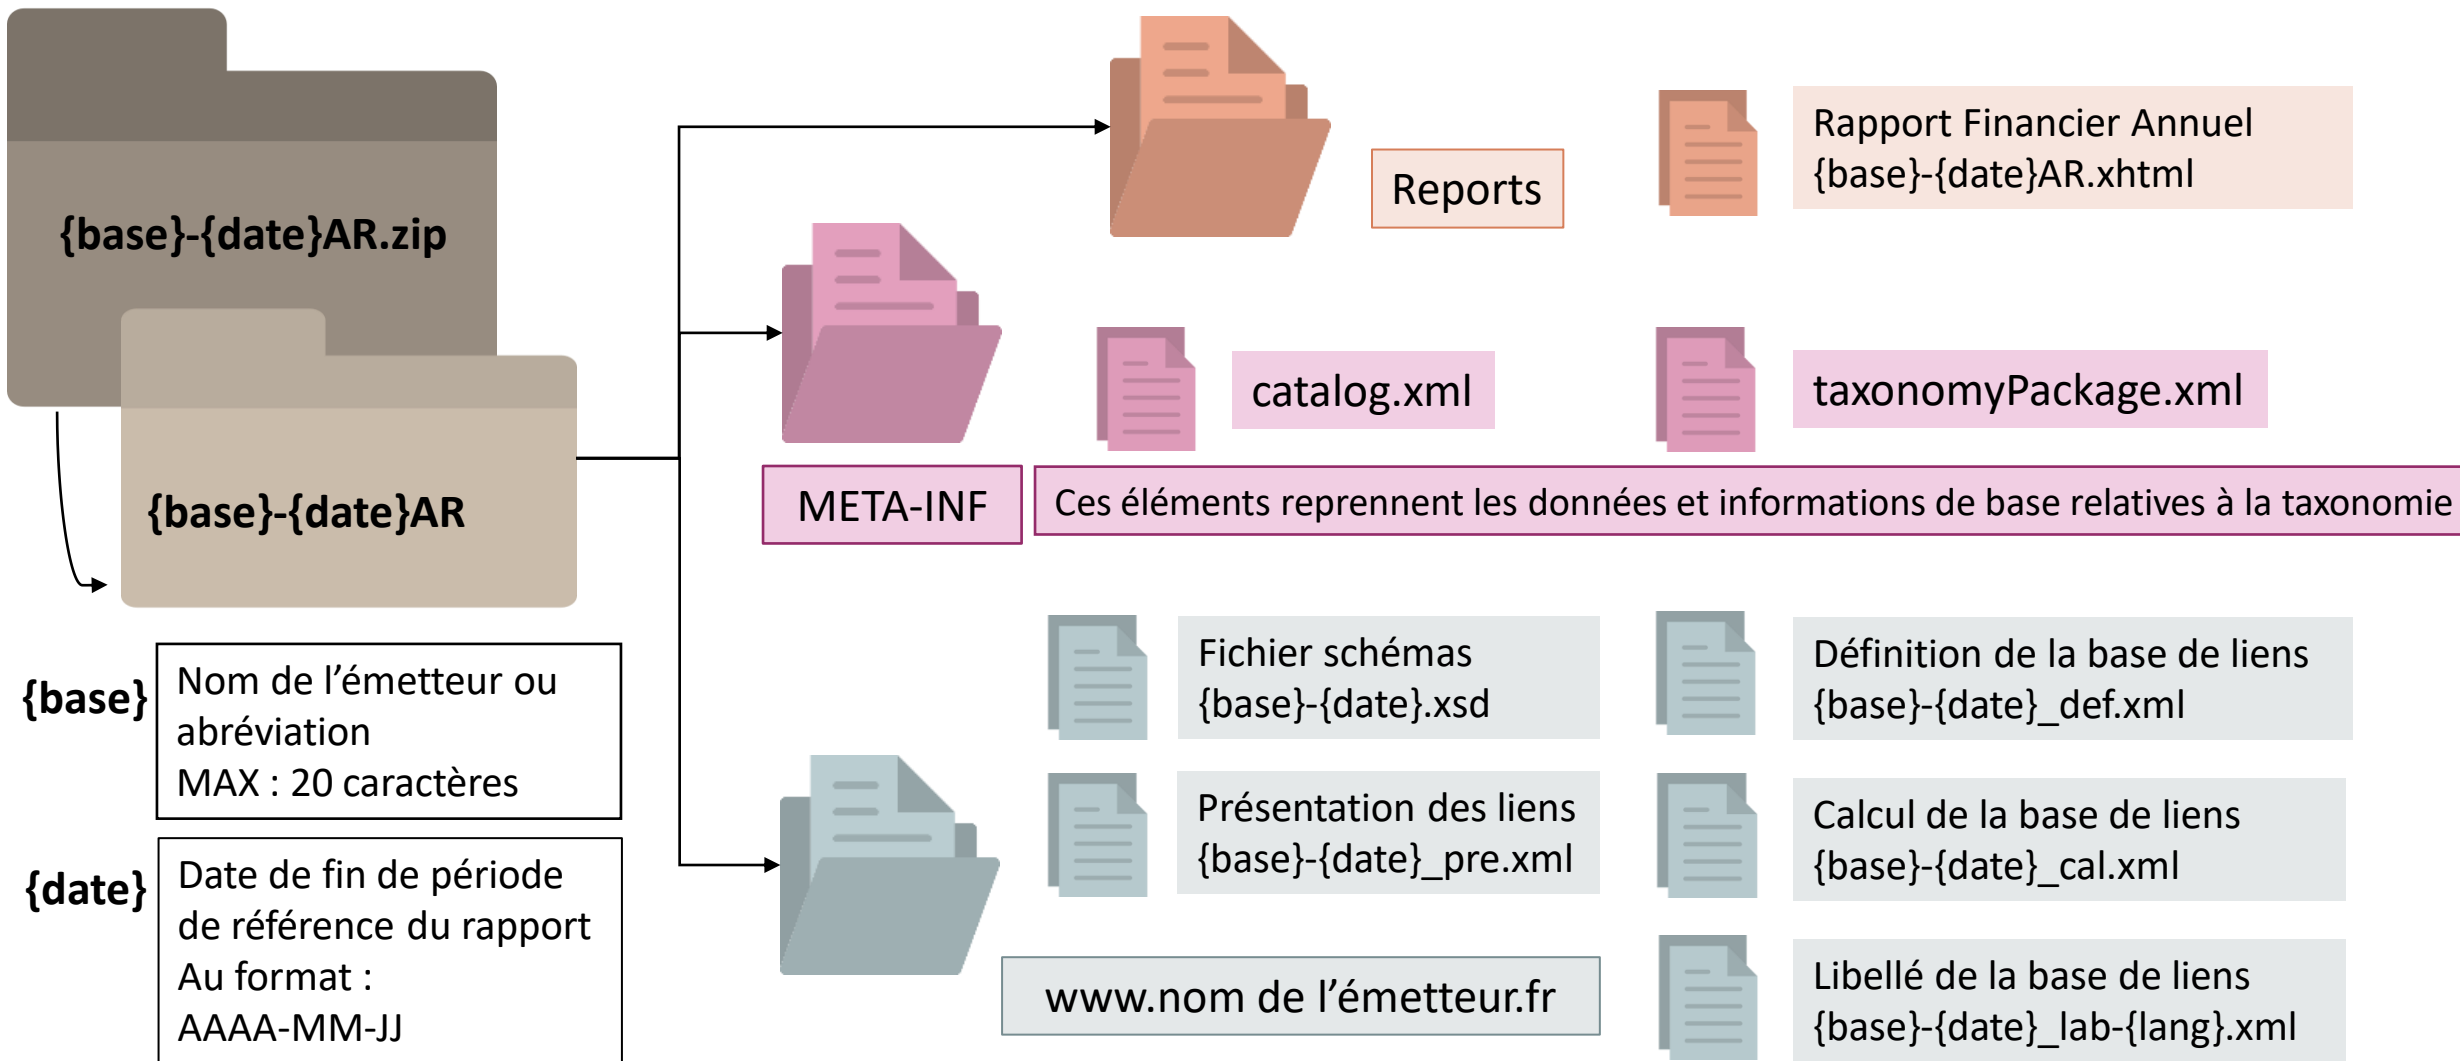 {base}-{date}AR.zip
{base}-{date}AR
{base}
Nom de l’émetteur ou
abréviation
MAX : 20 caractères
{date}
Date de fin de période
de référence du rapport
Au format :
AAAA-MM-JJ
Reports
Rapport Financier Annuel
{base}-{date}AR.xhtml
META-INF
catalog.xml
taxonomyPackage.xml
Ces éléments reprennent les données et informations de base relatives à la taxonomie
www.nom de l’émetteur.fr
Fichier schémas
{base}-{date}.xsd
Définition de la base de liens
{base}-{date}_def.xml
Présentation des liens
{base}-{date}_pre.xml
Calcul de la base de liens
{base}-{date}_cal.xml
Libellé de la base de liens
{base}-{date}_lab-{lang}.xml